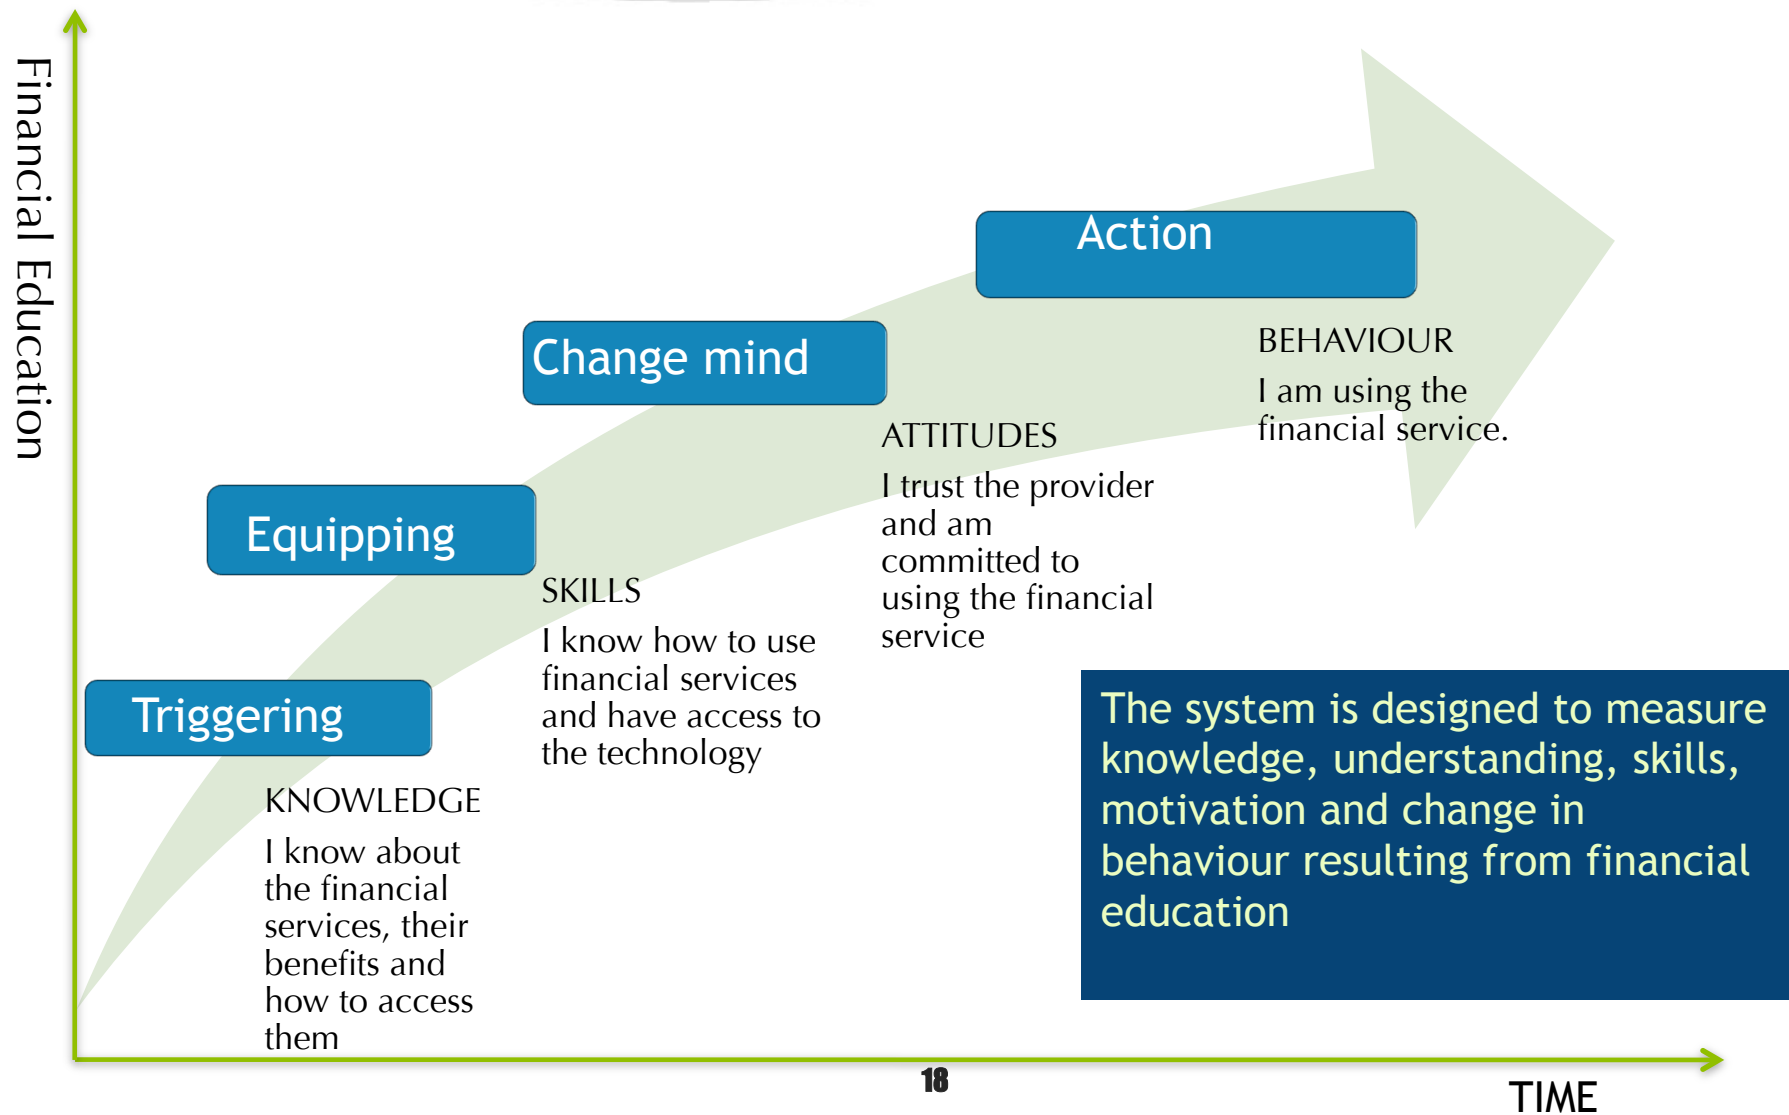 Financial Education
Action
BEHAVIOUR
I am using the
financial service.
Change mind
ATTITUDES
I trust the provider
and am
committed to
using the financial
service
Equipping
SKILLS
I know how to use
financial services
and have access to
the technology
Triggering
KNOWLEDGE
I know about
the financial
services, their
benefits and
how to access
them
The system is designed to measure
knowledge, understanding, skills,
motivation and change in
behaviour resulting from financial
education
18
TIME